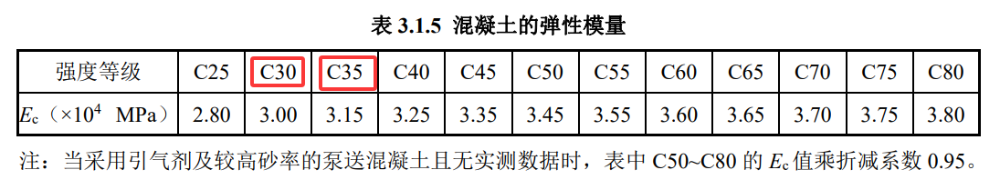 表 3.1.5 混凝土的弹性模量
强度等级 C25 C30 C35 C40 C45 C50 C55 C60 C65 C70 C75 C80
Ec（×10⁴ MPa） 2.80 3.00 3.15 3.25 3.35 3.45 3.55 3.60 3.65 3.70 3.75 3.80
注：当采用引气剂及较高砂率的泵送混凝土且无实测数据时，表中 C50~C80 的 Ec 值乘折减系数 0.95。